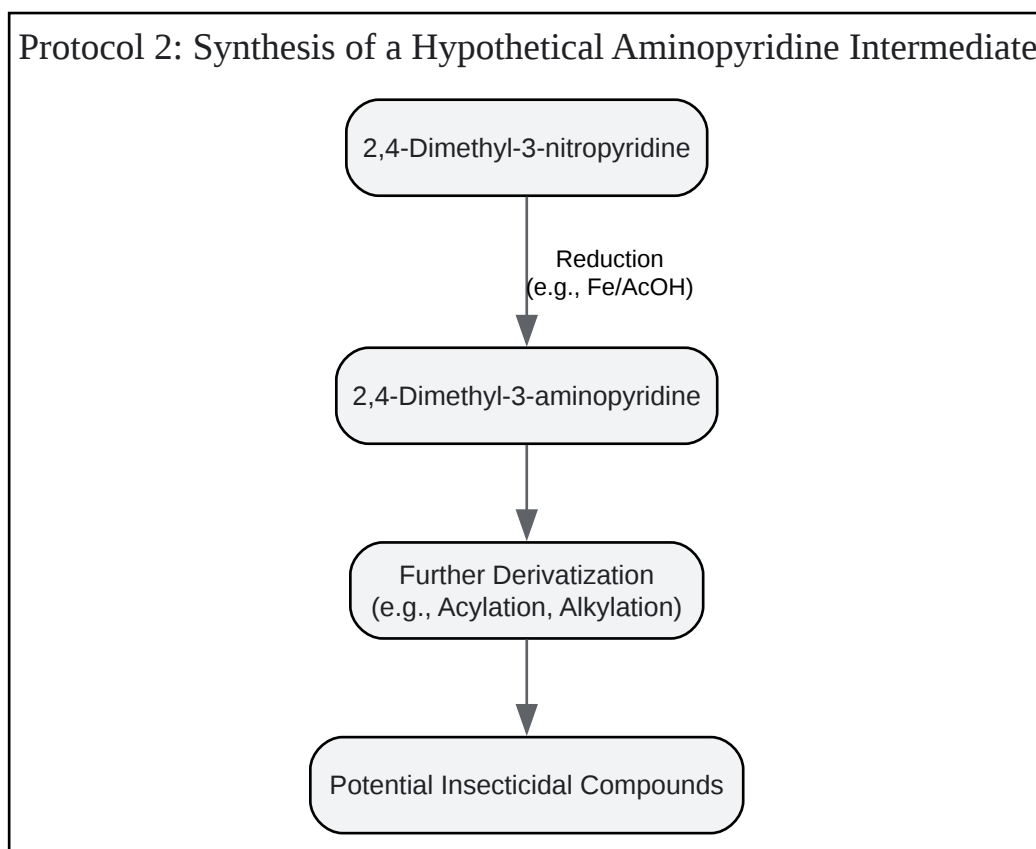 Protocol 2: Synthesis of a Hypothetical Aminopyridine Intermediate
2,4-Dimethyl-3-nitropyridine
Reduction
(e.g., Fe/AcOH)
2,4-Dimethyl-3-aminopyridine
Further Derivatization
(e.g., Acylation, Alkylation)
Potential Insecticidal Compounds